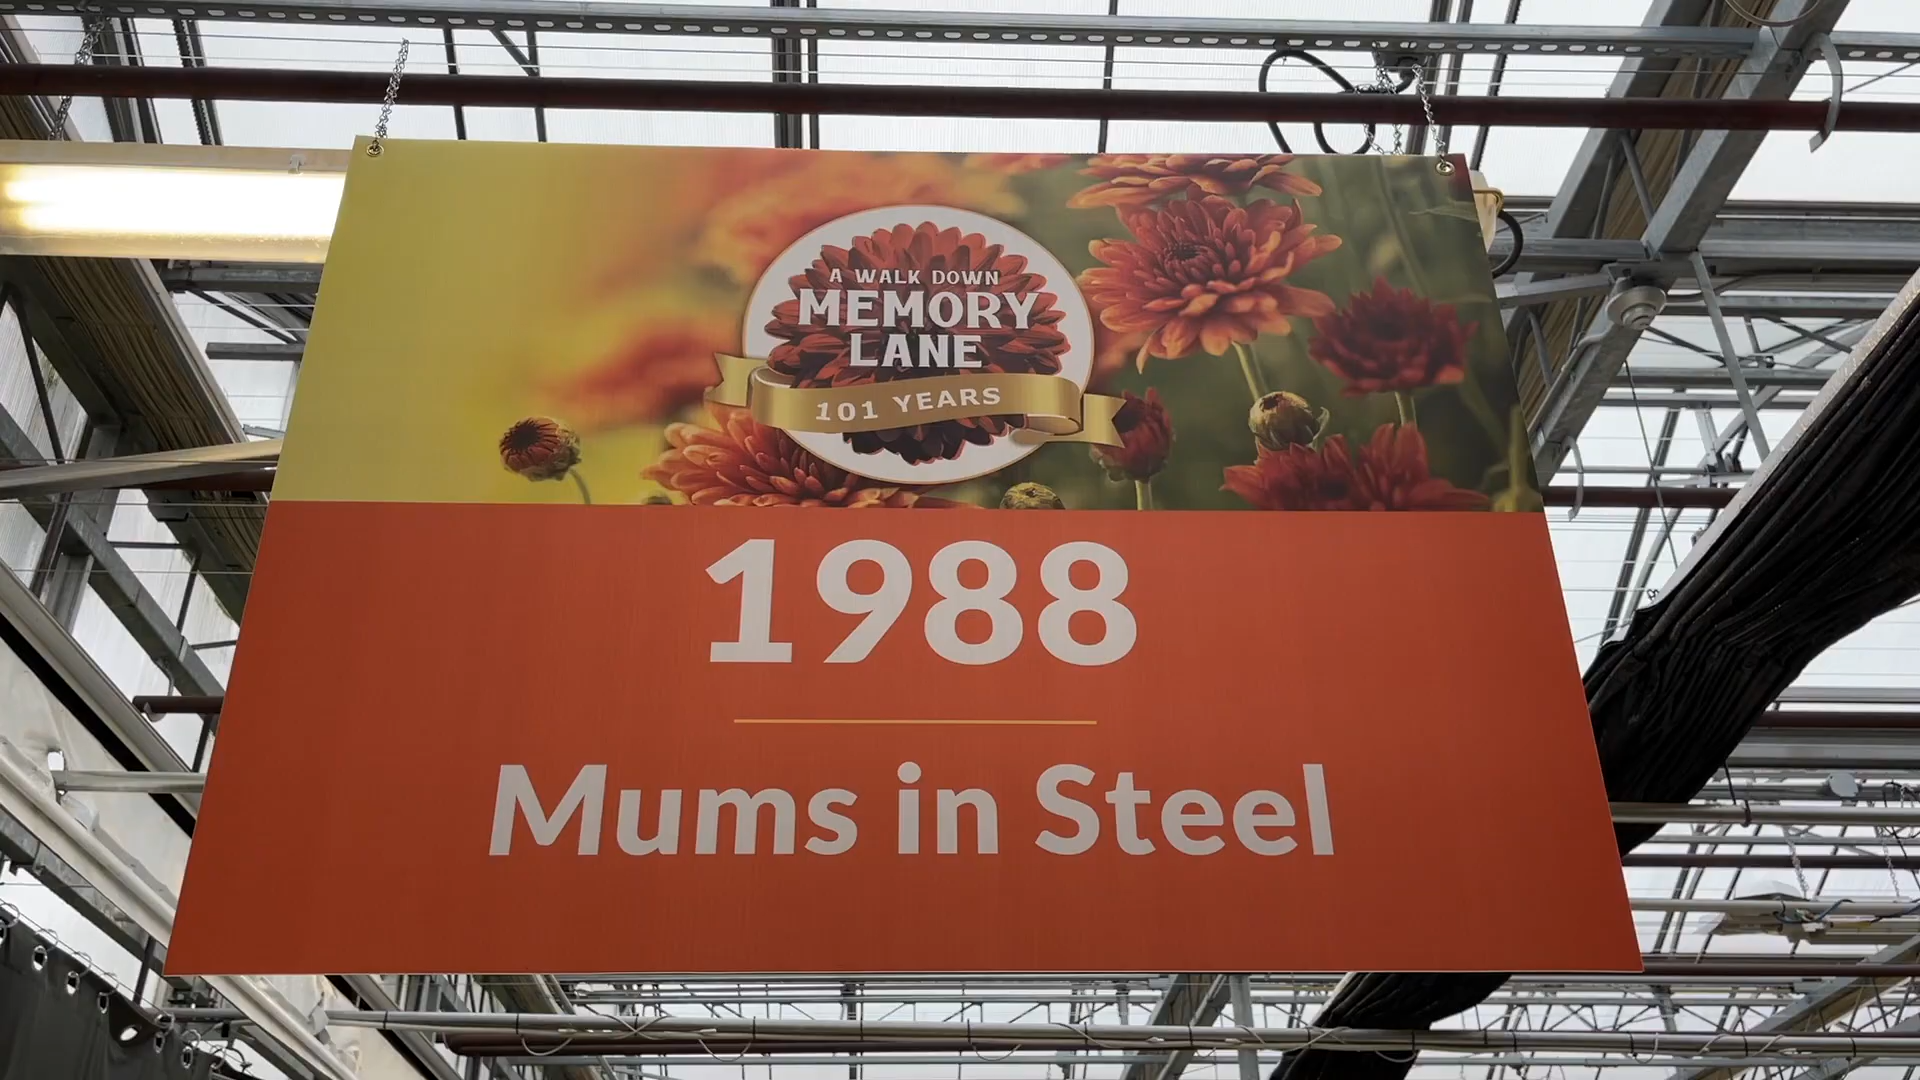 A WALK DOWN
MEMORY
LANE
101 YEARS
1988
Mums in Steel